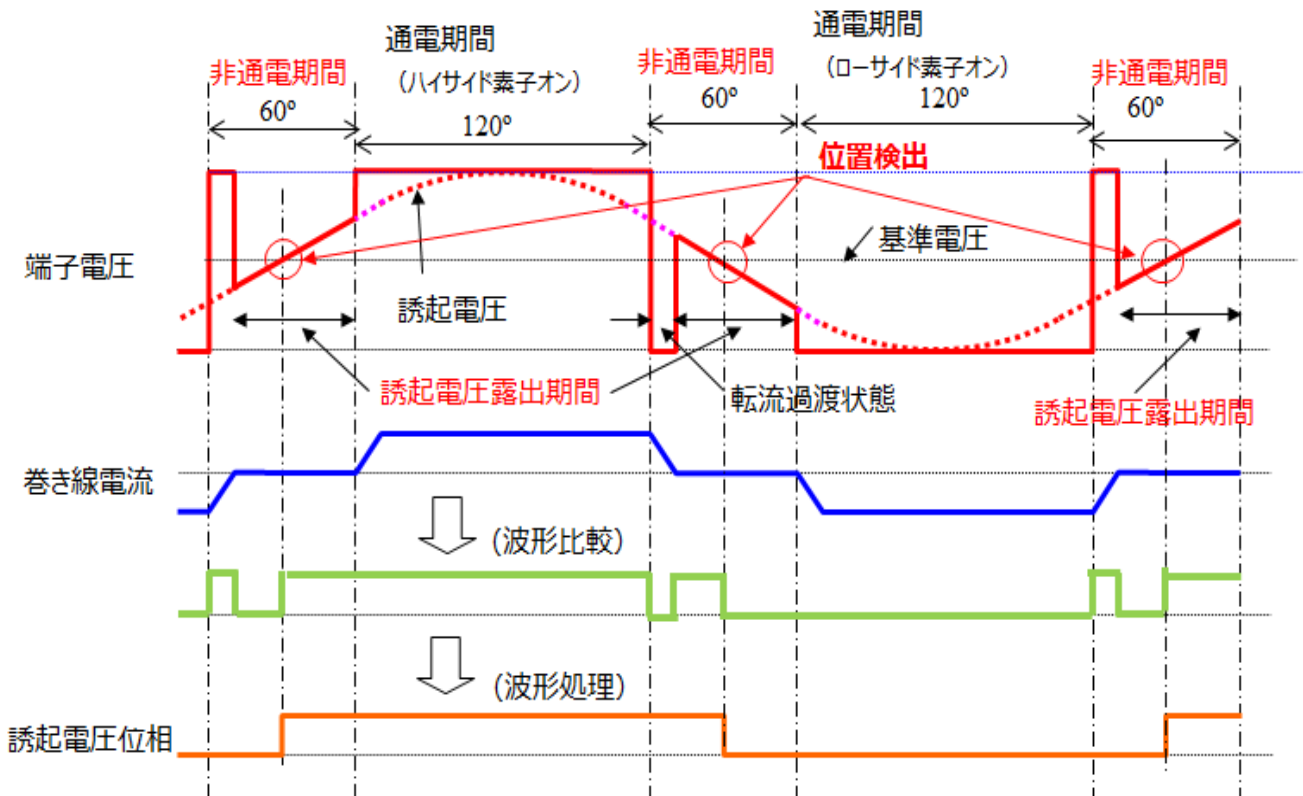 通電期間
(ハイサイド素子オン)
通電期間
(ローサイド素子オン)
非通電期間
非通電期間
非通電期間
60º
120º
60º
120º
60º
位置検出
基準電圧
端子電圧
誘起電圧
誘起電圧露出期間
転流過渡状態
誘起電圧露出期間
巻き線電流
(波形比較)
(波形処理)
誘起電圧位相